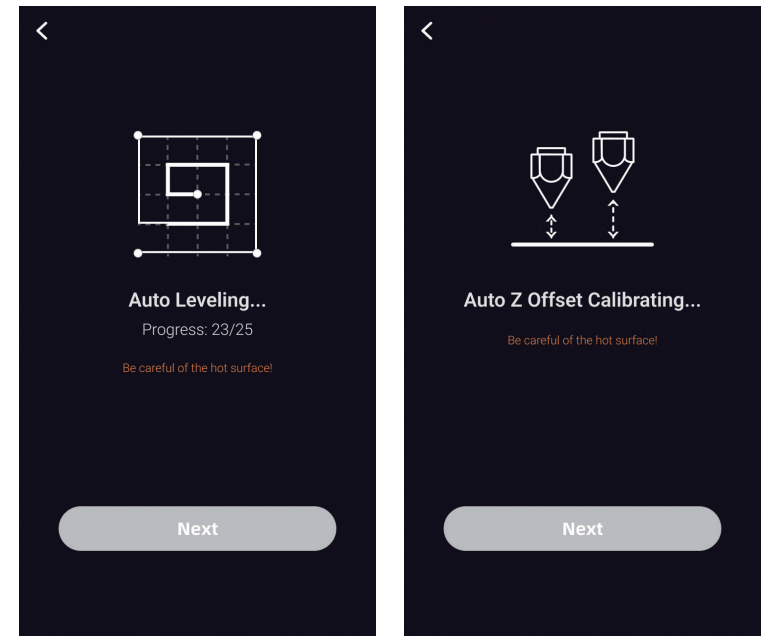 Auto Leveling...
Progress: 23/25
Be careful of the hot surface!
Next
Auto Z Offset Calibrating...
Be careful of the hot surface!
Next